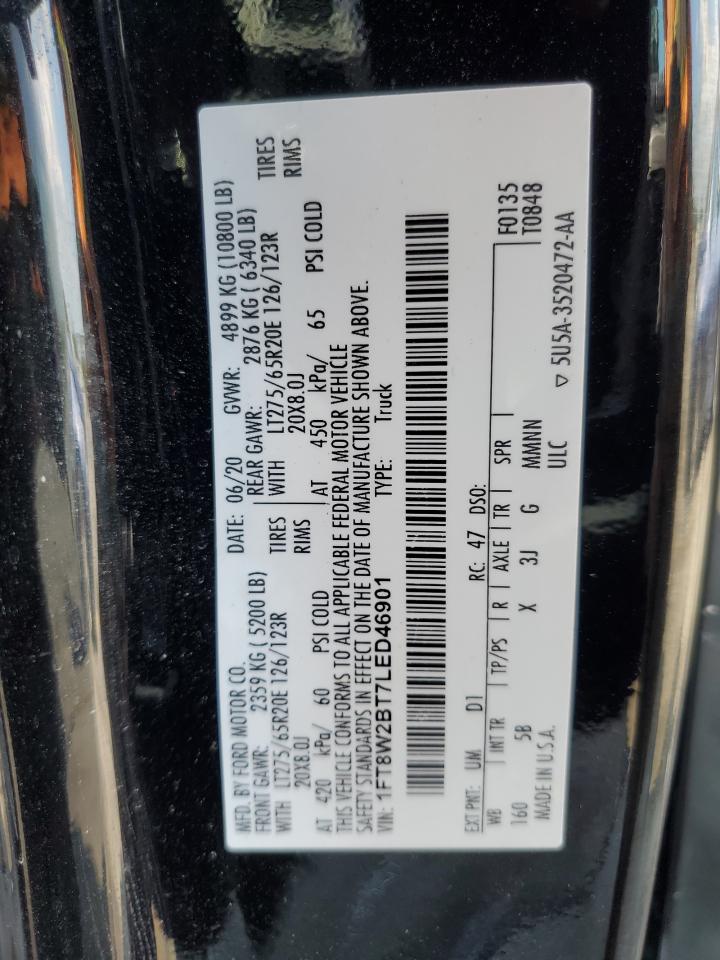 MFD. BY FORD MOTOR CO.
DATE: 06/20 GVWR: 4899 KG (10800 LB)
FRONT GAWR: 2359 KG ( 5200 LB) REAR GAWR: 2876 KG ( 6340 LB)
WITH LT275/65R20E 126/123R TIRES WITH LT275/65R20E 126/123R TIRES
20X8.0J RIMS 20X8.0J RIMS
AT 420 kPa/ 60 PSI COLD AT 450 kPa/ 65 PSI COLD
THIS VEHICLE CONFORMS TO ALL APPLICABLE FEDERAL MOTOR VEHICLE
SAFETY STANDARDS IN EFFECT ON THE DATE OF MANUFACTURE SHOWN ABOVE.
VIN: 1FT8W2BT7LED46901 TYPE: Truck
EXT PNT: UM D1 RC: 47 DSO: F0135
WB INT TR TP/PS R AXLE TR SPR T0848
160 5B X 3J G MMNN
MADE IN U.S.A. ULC ▽ 5U5A-3520472-AA